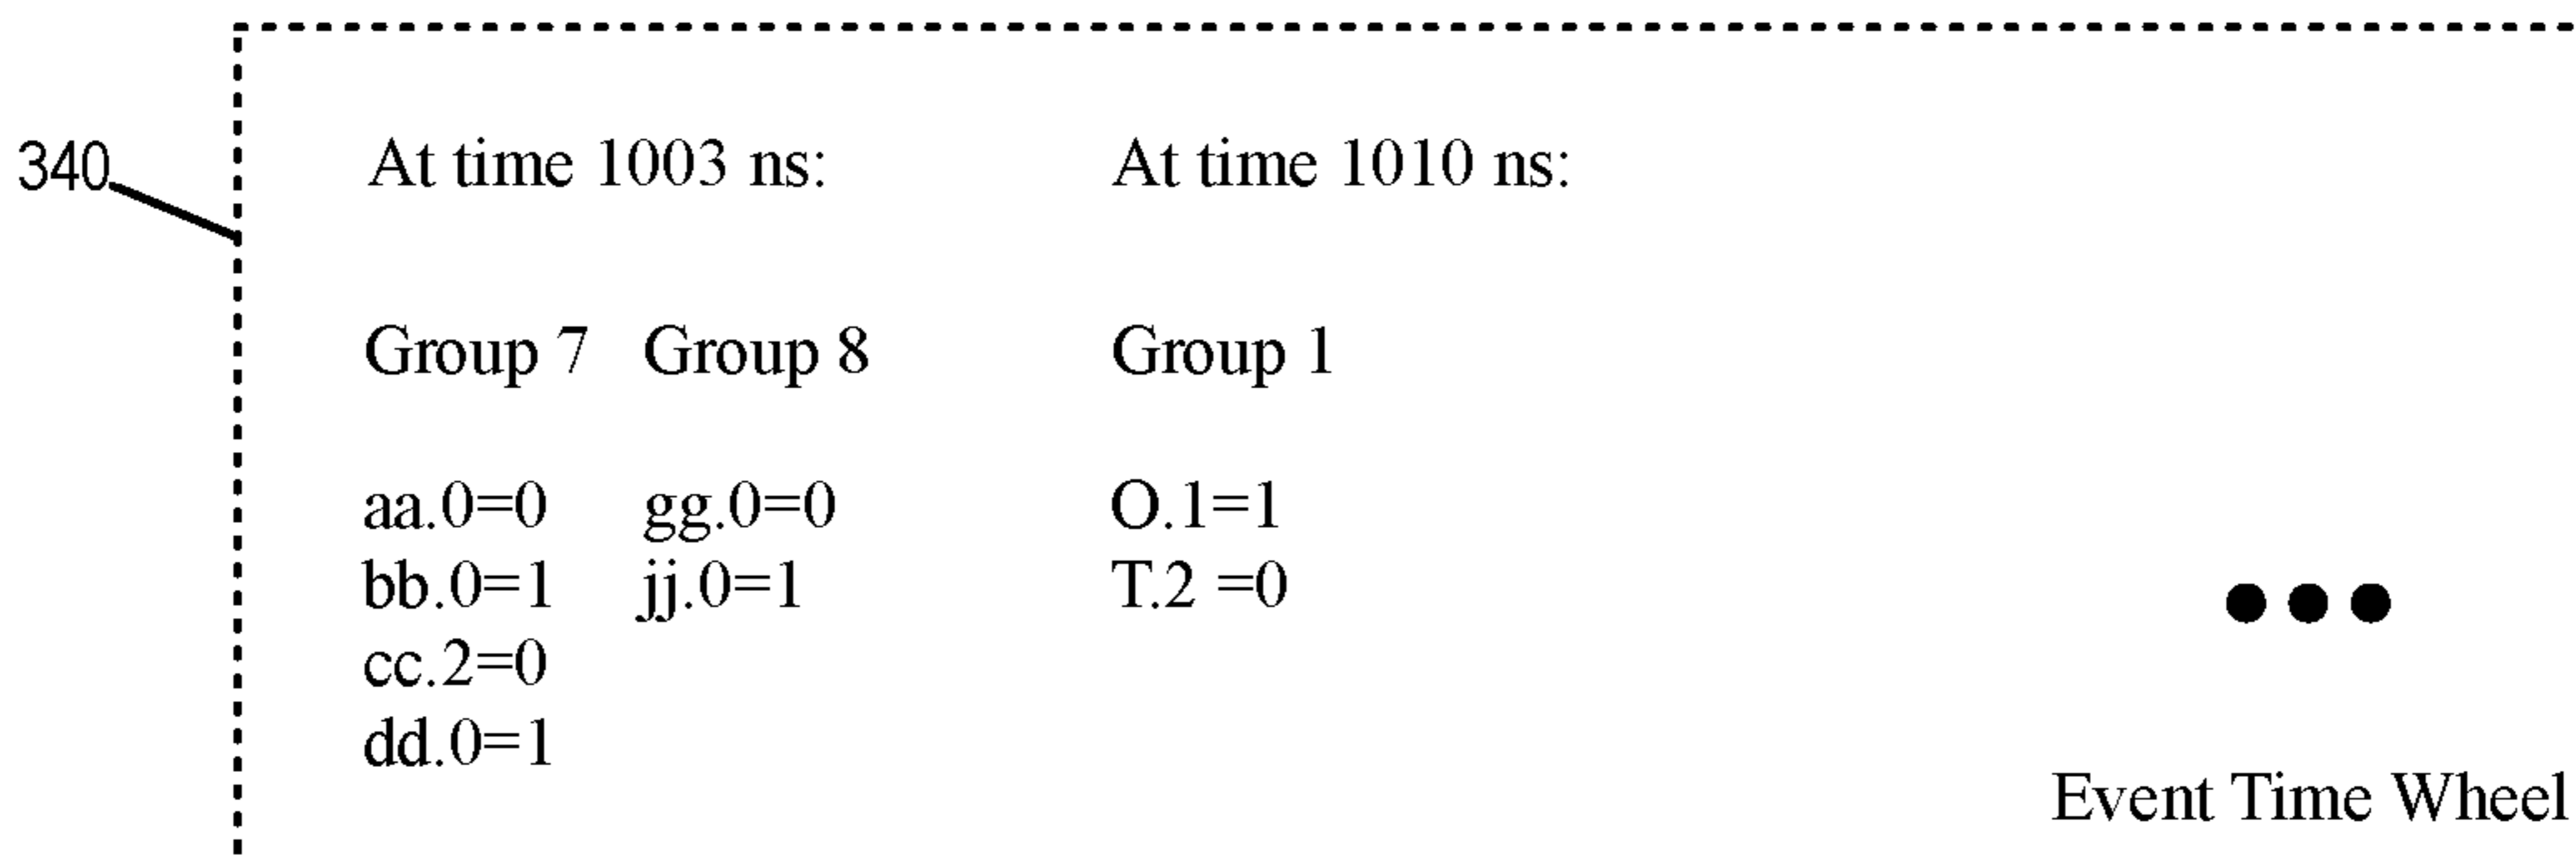 340
At time 1003 ns: At time 1010 ns:
Group 7 Group 8 Group 1
aa.0=0 gg.0=0 O.1=1
bb.0=1 jj.0=1 T.2 =0
cc.2=0
dd.0=1
Event Time Wheel